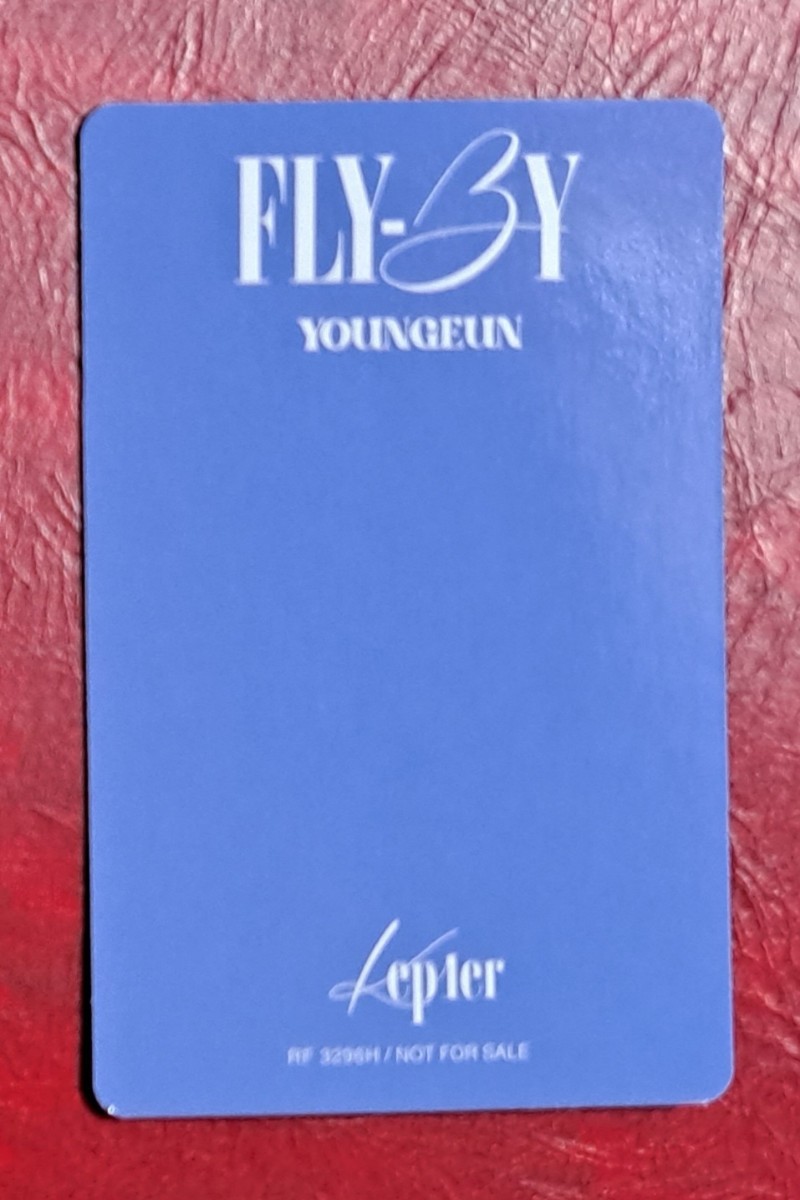 FLY-BY
YOUNGEUN
Kep1er
RF 3296H / NOT FOR SALE